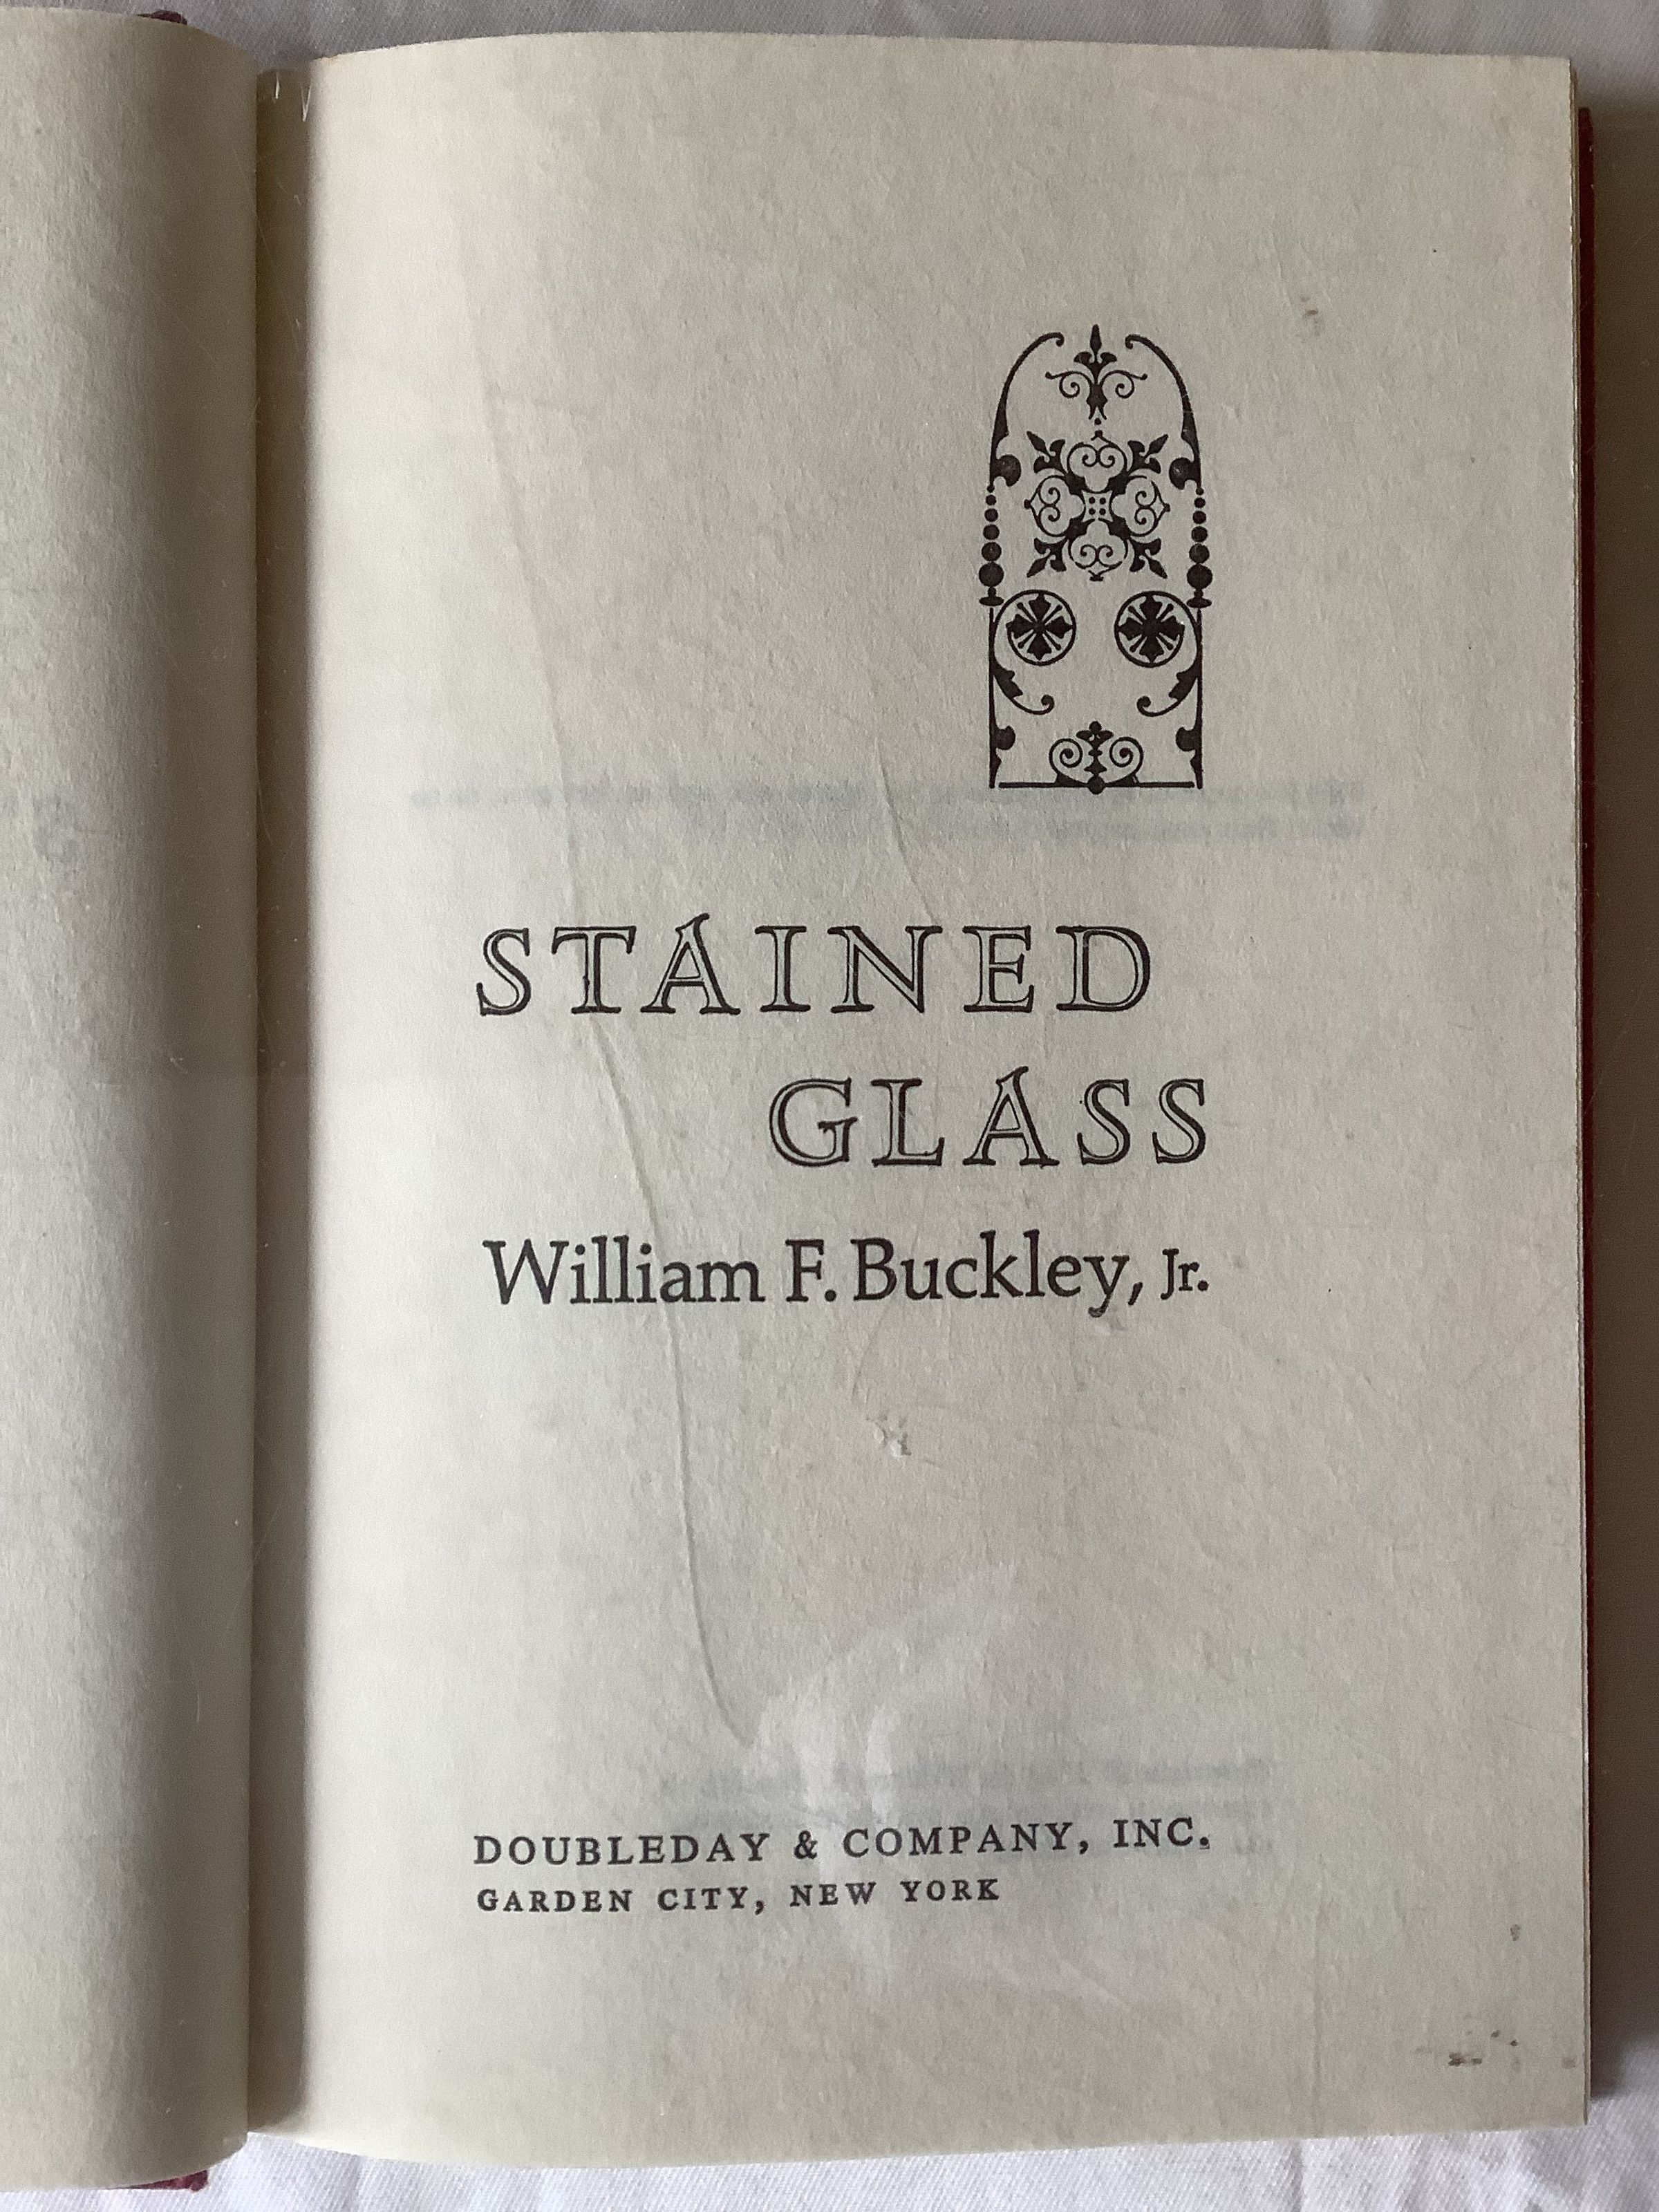 STAINED
GLASS
William F. Buckley, Jr.
DOUBLEDAY & COMPANY, INC.
GARDEN CITY, NEW YORK